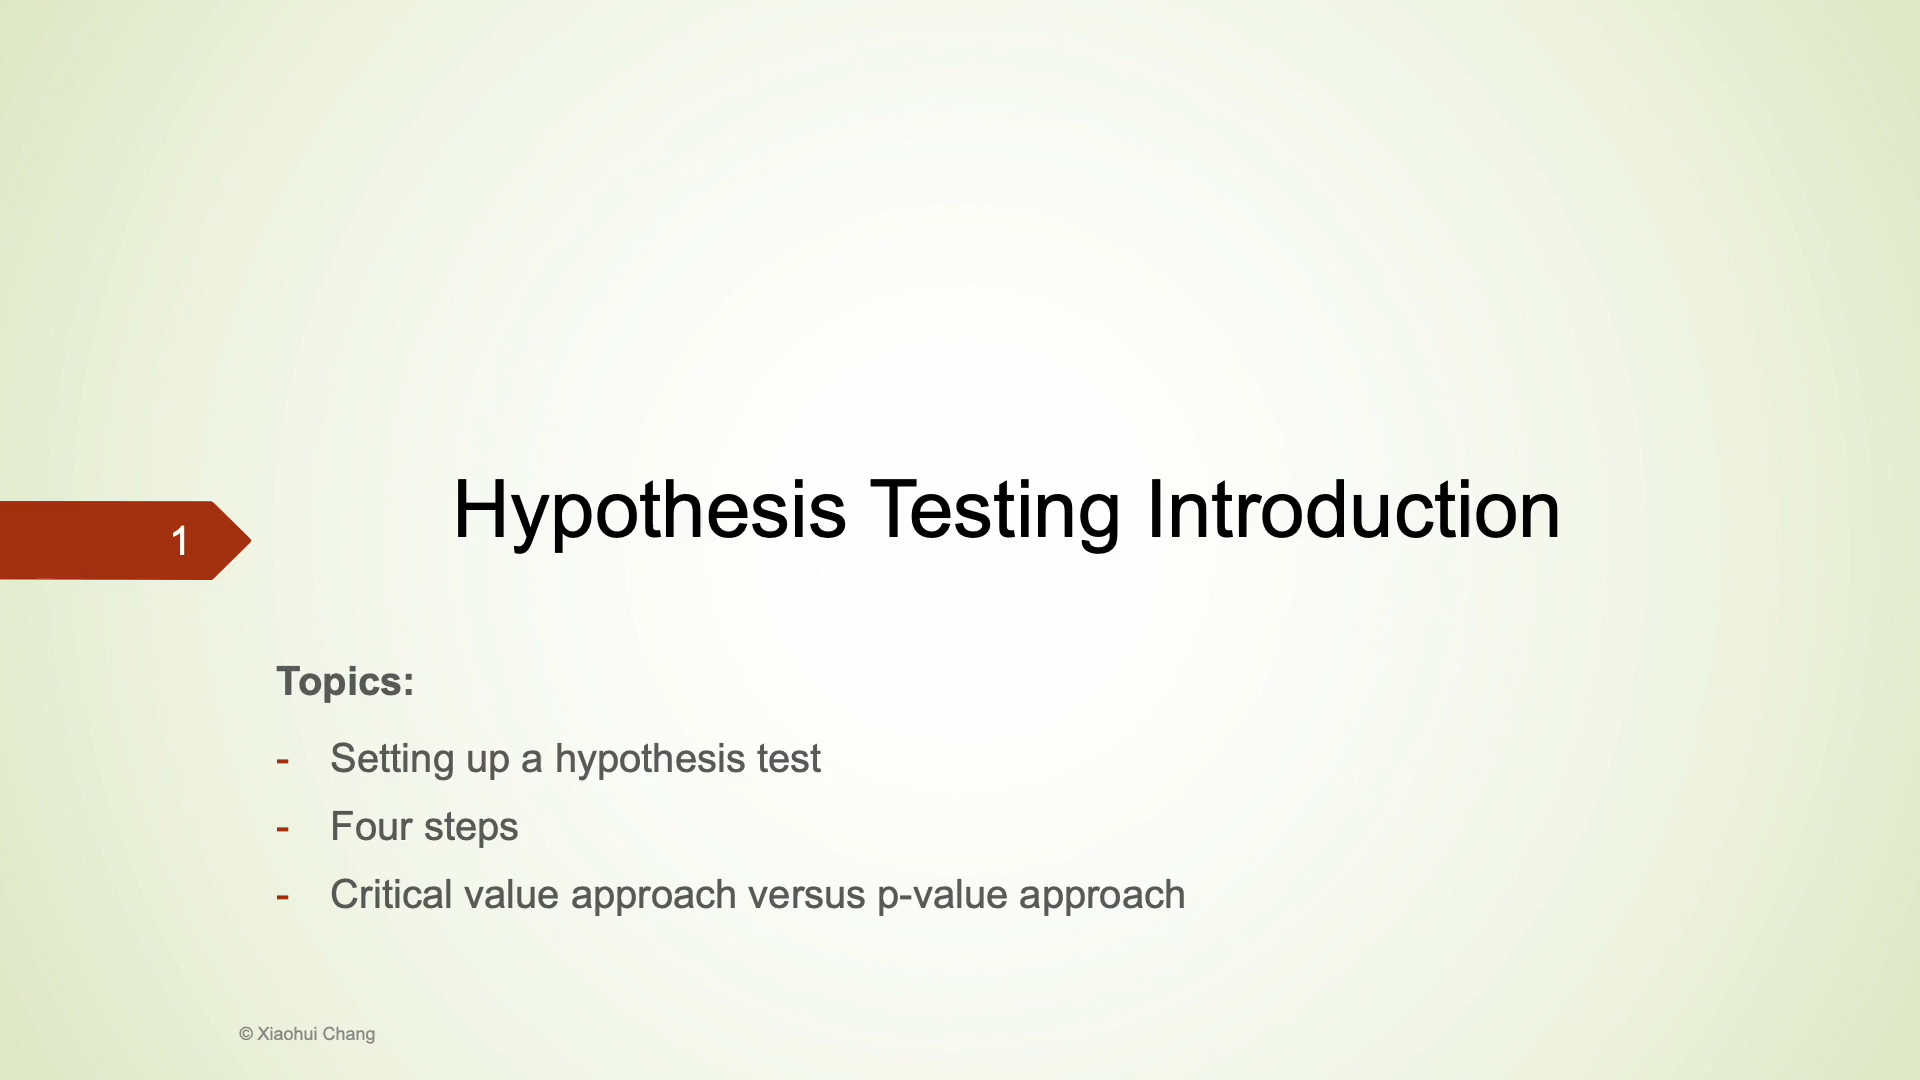 Hypothesis Testing Introduction
1
Topics:
- Setting up a hypothesis test
- Four steps
- Critical value approach versus p-value approach
© Xiaohui Chang